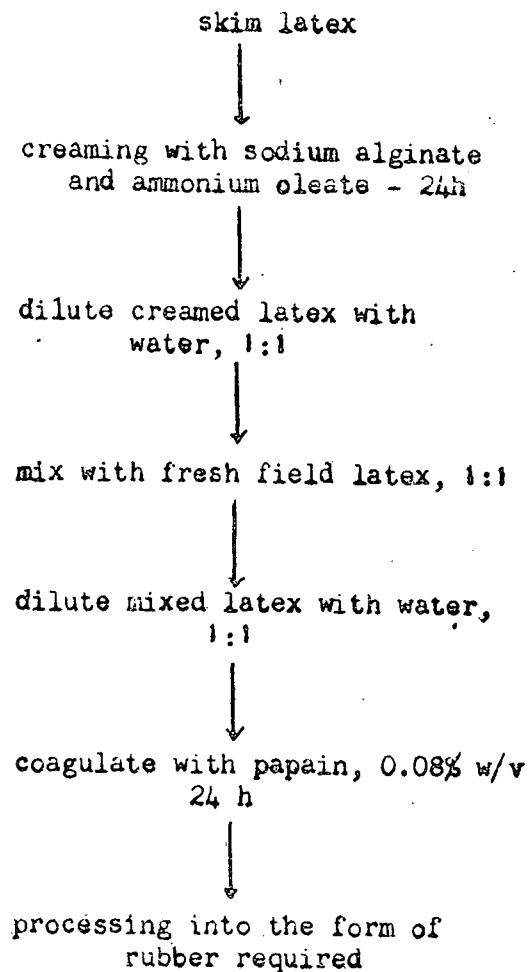 skim latex
creaming with sodium alginate
and ammonium oleate - 24h
dilute creamed latex with
water, 1:1
mix with fresh field latex, 1:1
dilute mixed latex with water,
1:1
coagulate with papain, 0.08% w/v
24 h
processing into the form of
rubber required